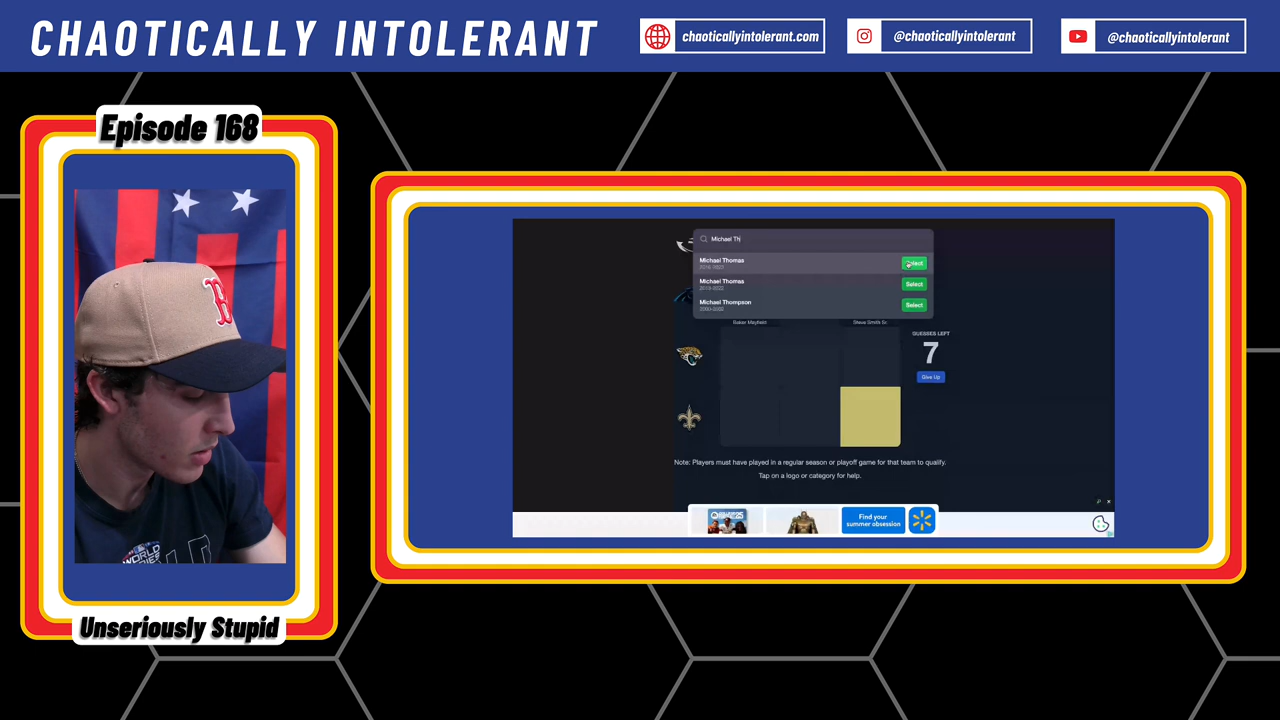 CHAOTICALLY INTOLERANT
chaoticallyintolerant.com
@chaoticallyintolerant
@chaoticallyintolerant
Episode 168
Michael Th
Michael Thomas
Select
Michael Thomas
Select
Michael Thompson
Select
Baker Mayfield
Steve Smith Sr.
GUESSES LEFT
7
Give Up
Note: Players must have played in a regular season or playoff game for that team to qualify.
Tap on a logo or category for help.
Find your
summer obsession
B
WORLD
Unseriously Stupid